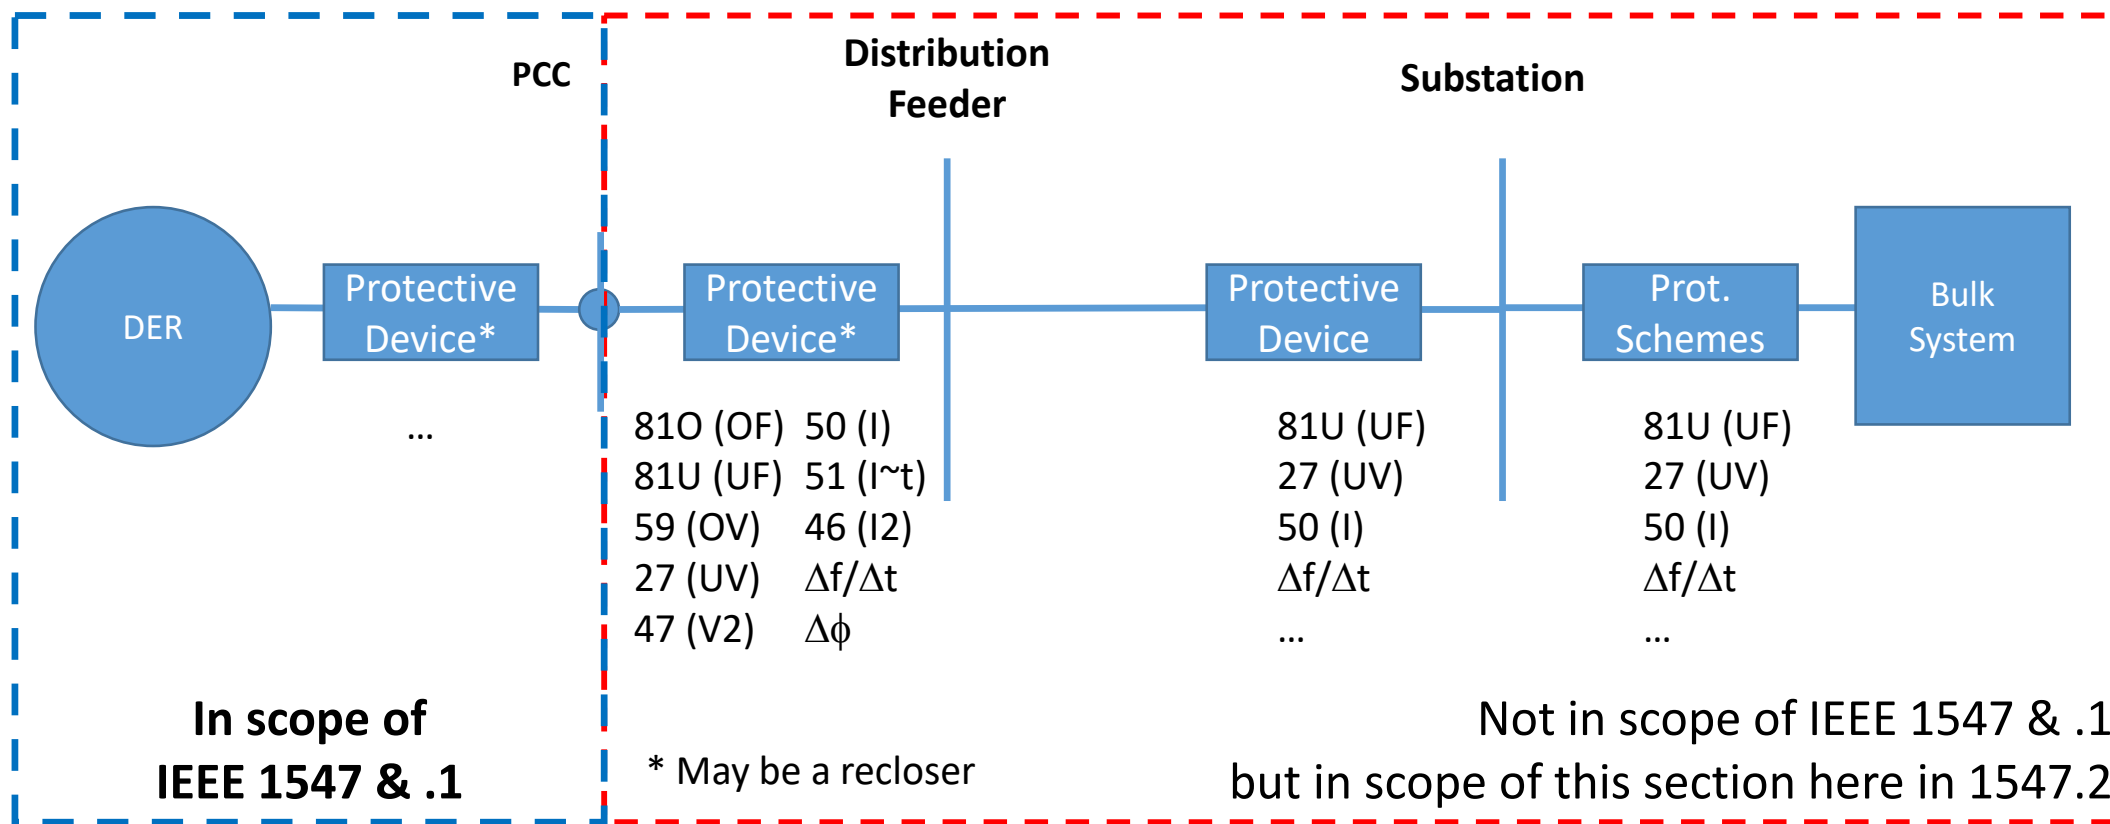 PCC
Distribution
Feeder
Substation
DER
Protective
Device*
Protective
Device*
Protective
Device
Prot.
Schemes
Bulk
System
...
81O (OF) 50 (I)
81U (UF) 51 (I~t)
59 (OV) 46 (I2)
27 (UV) Δf/Δt
47 (V2) Δϕ
81U (UF)
27 (UV)
50 (I)
Δf/Δt
...
81U (UF)
27 (UV)
50 (I)
Δf/Δt
...
In scope of
IEEE 1547 & .1
* May be a recloser
Not in scope of IEEE 1547 & .1
but in scope of this section here in 1547.2